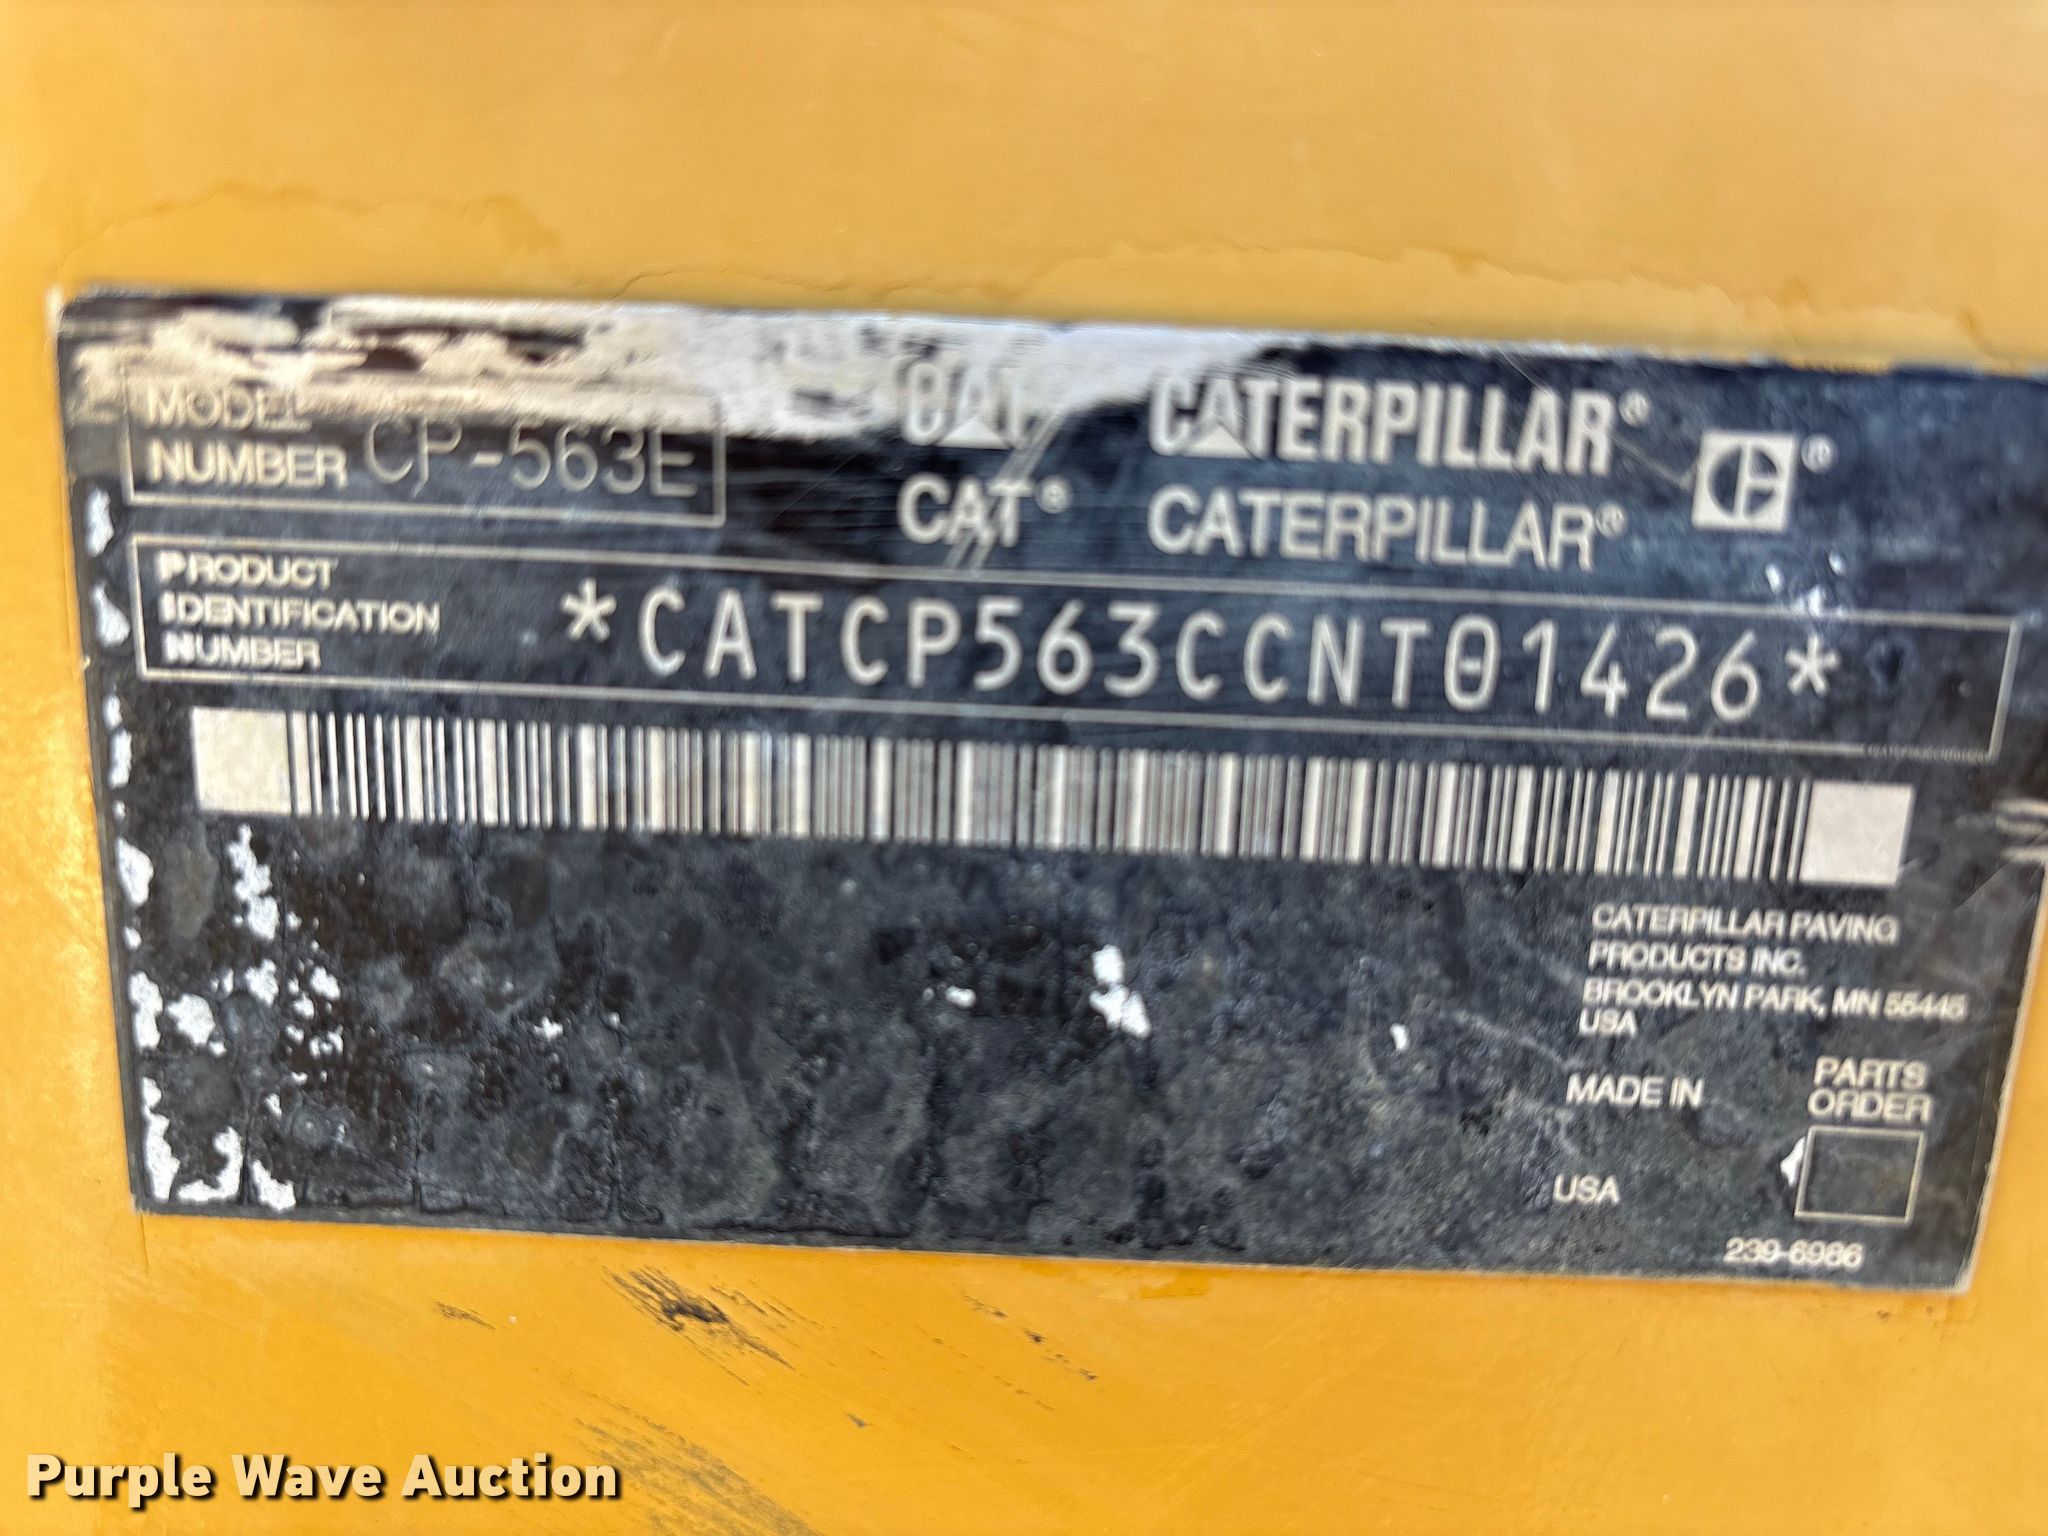 MODEL
NUMBER CP-563E
CAT CATERPILLAR®
CAT® CATERPILLAR®
®
PRODUCT
IDENTIFICATION
NUMBER
*CATCP563CCNT01426*
CATERPILLAR PAVING
PRODUCTS INC.
BROOKLYN PARK, MN 55445
USA
MADE IN
USA
PARTS
ORDER
239-6986
Purple Wave Auction